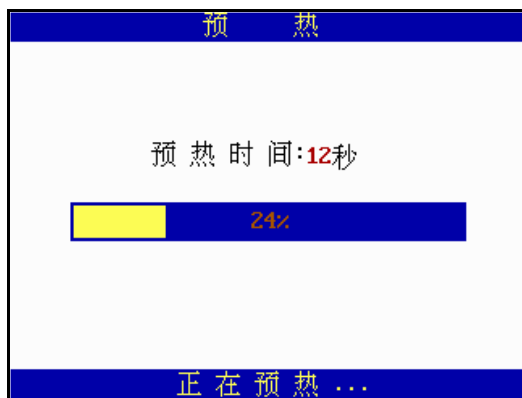 预 热
预 热 时 间:12秒
24%
正 在 预 热 ...